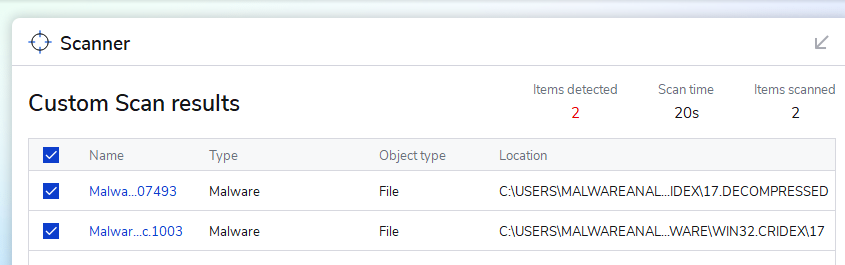 Scanner
Items detected Scan time Items scanned
Custom Scan results
2 20s 2
Name Type Object type Location
Malwa...07493 Malware File C:\USERS\MALWAREANAL...IDEX\17.DECOMPRESSED
Malwar...c.1003 Malware File C:\USERS\MALWAREANAL...WARE\WIN32.CRIDEX\17